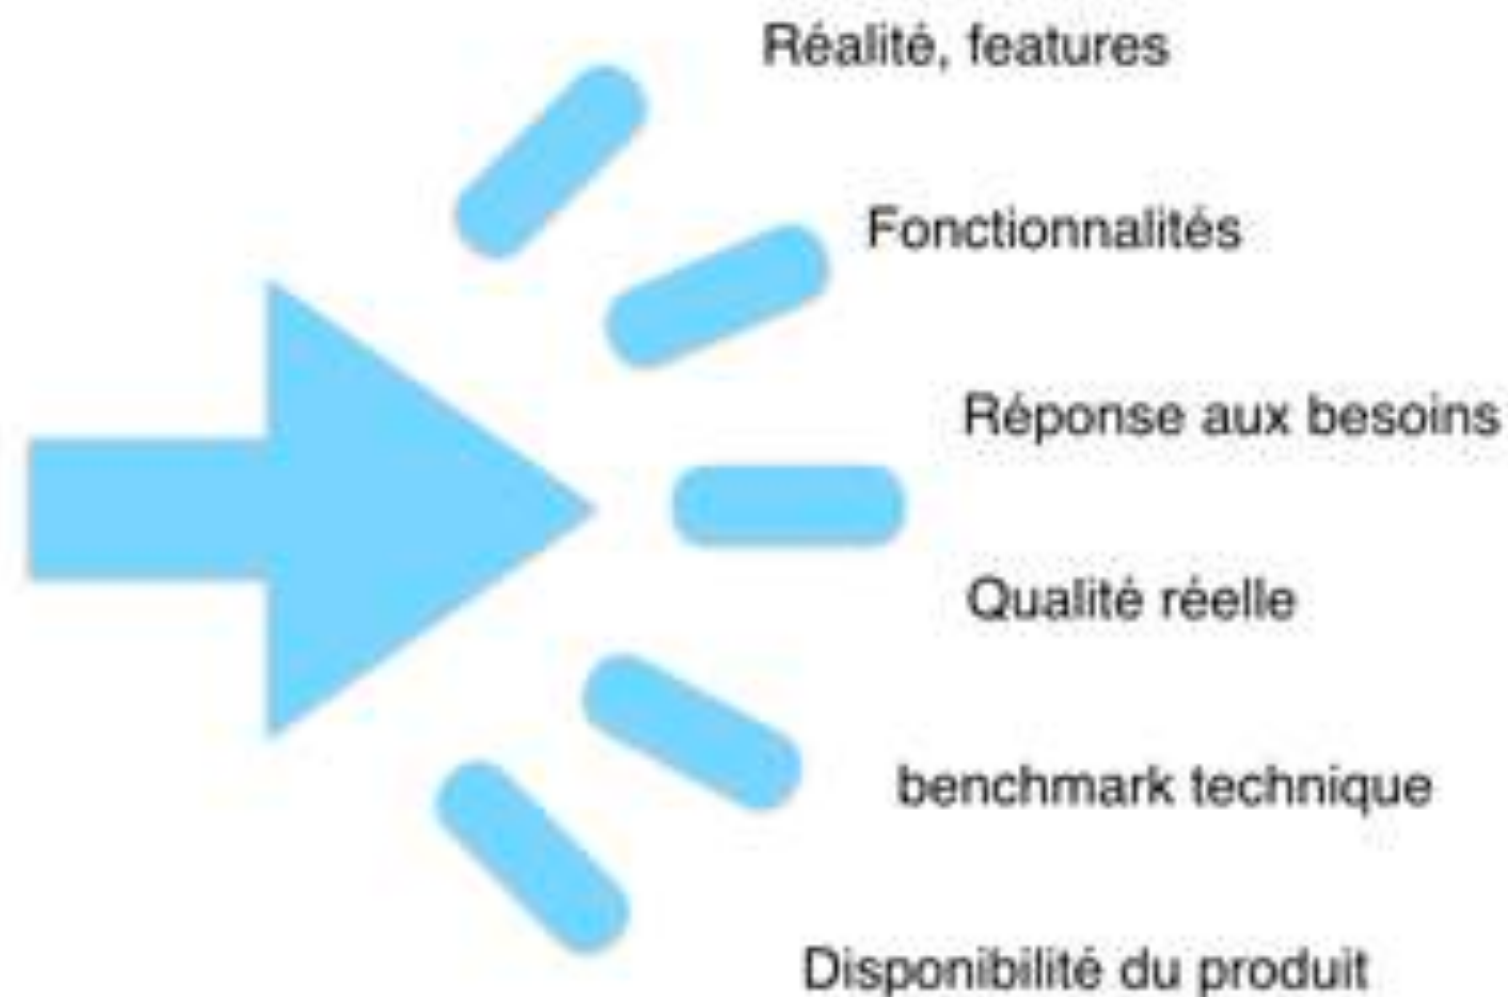 Réalité, features
Fonctionnalités
Réponse aux besoins
Qualité réelle
benchmark technique
Disponibilité du produit